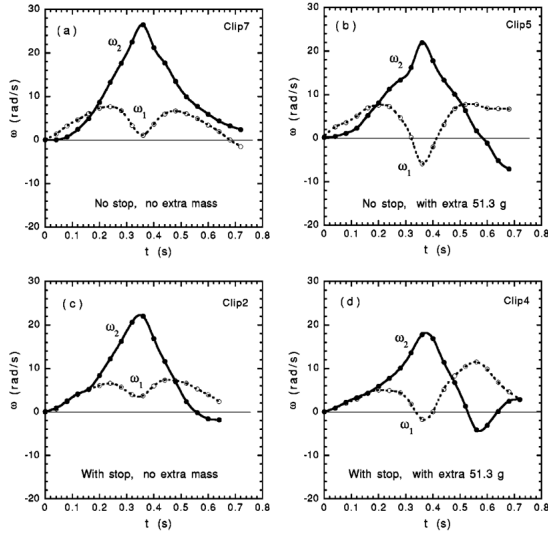 (a) Clip7
ω2
ω1
ω (rad/s)
30
20
10
0
-10
-20
No stop, no extra mass
0 0.1 0.2 0.3 0.4 0.5 0.6 0.7 0.8
t (s)
(b) Clip5
ω2
ω1
ω (rad/s)
30
20
10
0
-10
-20
No stop, with extra 51.3 g
0 0.1 0.2 0.3 0.4 0.5 0.6 0.7 0.8
t (s)
(c) Clip2
ω2
ω1
ω (rad/s)
30
20
10
0
-10
-20
With stop, no extra mass
0 0.1 0.2 0.3 0.4 0.5 0.6 0.7 0.8
t (s)
(d) Clip4
ω2
ω1
ω (rad/s)
30
20
10
0
-10
-20
With stop, with extra 51.3 g
0 0.1 0.2 0.3 0.4 0.5 0.6 0.7 0.8
t (s)